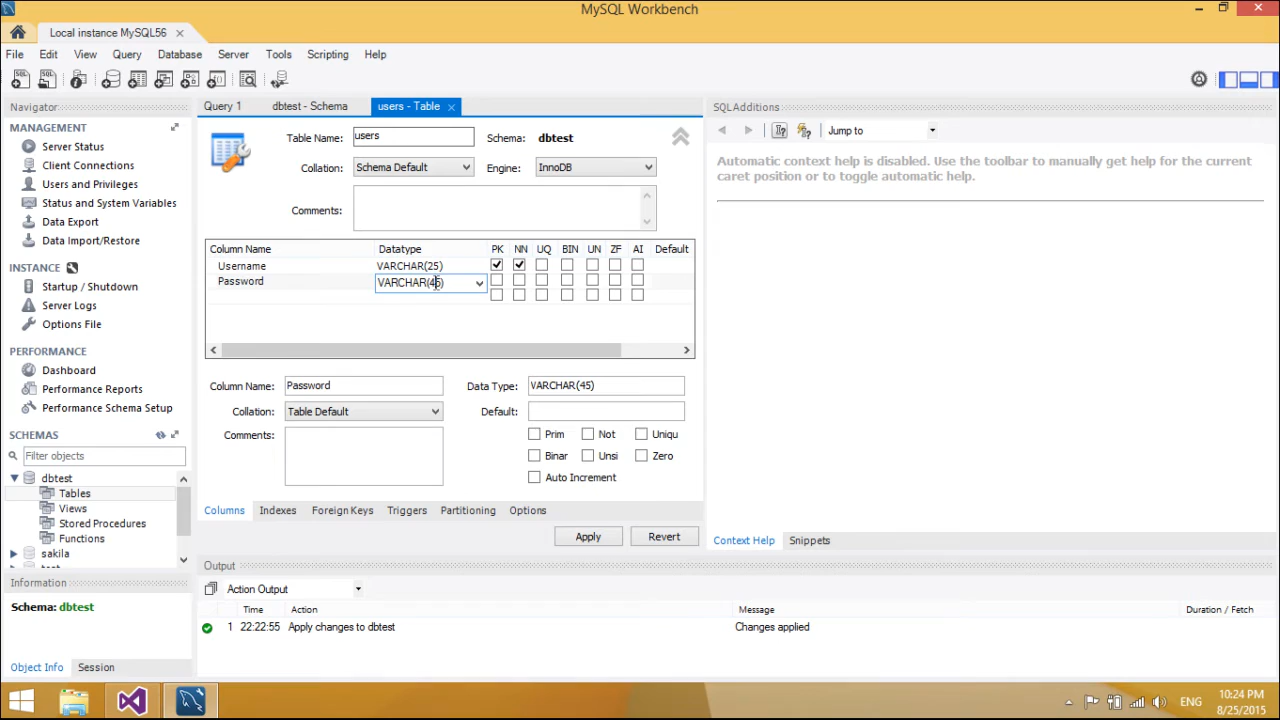 MySQL Workbench
Local instance MySQL56
File Edit View Query Database Server Tools Scripting Help
Navigator
MANAGEMENT
Server Status
Client Connections
Users and Privileges
Status and System Variables
Data Export
Data Import/Restore
INSTANCE
Startup / Shutdown
Server Logs
Options File
PERFORMANCE
Dashboard
Performance Reports
Performance Schema Setup
SCHEMAS
Filter objects
dbtest
Tables
Views
Stored Procedures
Functions
sakila
Information
Schema: dbtest
Object Info Session
Query 1 dbtest - Schema users - Table
Table Name: users Schema: dbtest
Collation: Schema Default Engine: InnoDB
Comments:
Column Name Datatype PK NN UQ BIN UN ZF AI Default
Username VARCHAR(25)
Password VARCHAR(45)
Column Name: Password Data Type: VARCHAR(45)
Collation: Table Default Default:
Comments: Prim Not Uniqu
Binar Unsi Zero
Auto Increment
Columns Indexes Foreign Keys Triggers Partitioning Options
Apply Revert
SQLAdditions
Jump to
Automatic context help is disabled. Use the toolbar to manually get help for the current
caret position or to toggle automatic help.
Context Help Snippets
Output
Action Output
Time Action Message Duration / Fetch
1 22:22:55 Apply changes to dbtest Changes applied
ENG
10:24 PM
8/25/2015